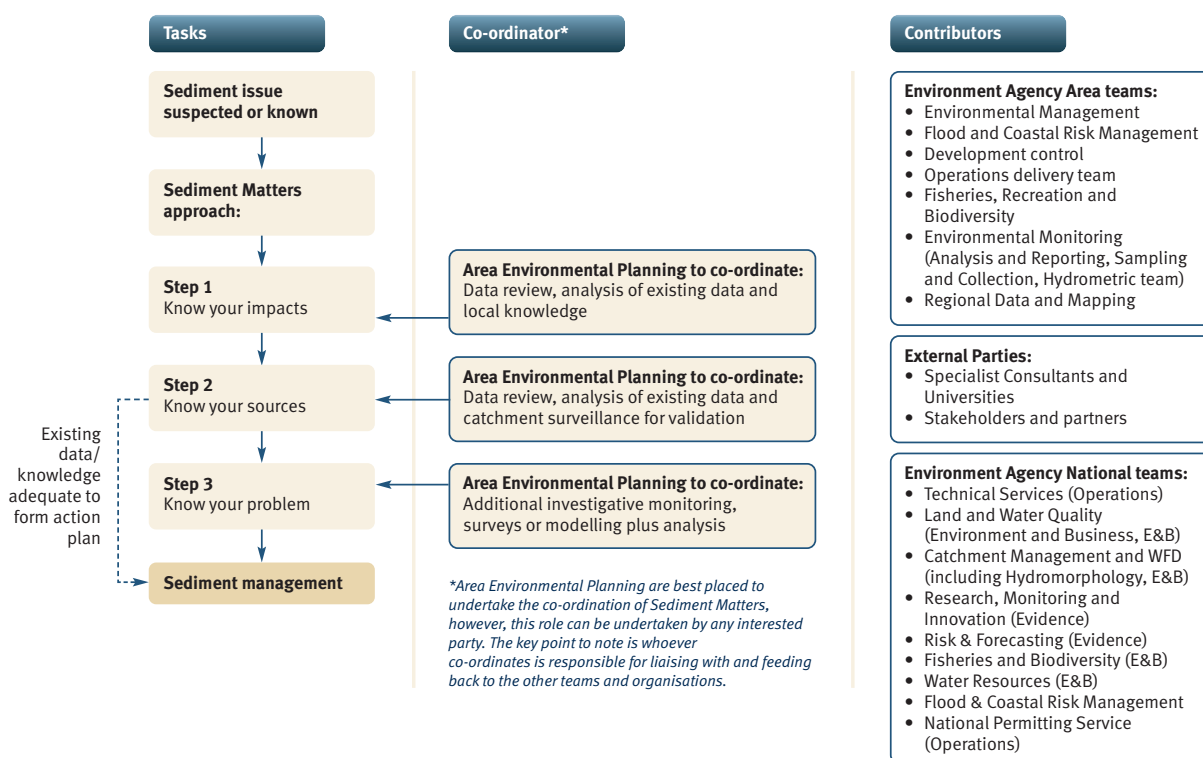 Tasks
Sediment issue
suspected or known
Sediment Matters
approach:
Step 1
Know your impacts
Step 2
Know your sources
Step 3
Know your problem
Sediment management
Existing
data/
knowledge
adequate to
form action
plan
Co-ordinator*
Area Environmental Planning to co-ordinate:
Data review, analysis of existing data and
local knowledge
Area Environmental Planning to co-ordinate:
Data review, analysis of existing data and
catchment surveillance for validation
Area Environmental Planning to co-ordinate:
Additional investigative monitoring,
surveys or modelling plus analysis
*Area Environmental Planning are best placed to
undertake the co-ordination of Sediment Matters,
however, this role can be undertaken by any interested
party. The key point to note is whoever
co-ordinates is responsible for liaising with and feeding
back to the other teams and organisations.
Contributors
Environment Agency Area teams:
• Environmental Management
• Flood and Coastal Risk Management
• Development control
• Operations delivery team
• Fisheries, Recreation and
Biodiversity
• Environmental Monitoring
(Analysis and Reporting, Sampling
and Collection, Hydrometric team)
• Regional Data and Mapping
External Parties:
• Specialist Consultants and
Universities
• Stakeholders and partners
Environment Agency National teams:
• Technical Services (Operations)
• Land and Water Quality
(Environment and Business, E&B)
• Catchment Management and WFD
(including Hydromorphology, E&B)
• Research, Monitoring and
Innovation (Evidence)
• Risk & Forecasting (Evidence)
• Fisheries and Biodiversity (E&B)
• Water Resources (E&B)
• Flood & Coastal Risk Management
• National Permitting Service
(Operations)